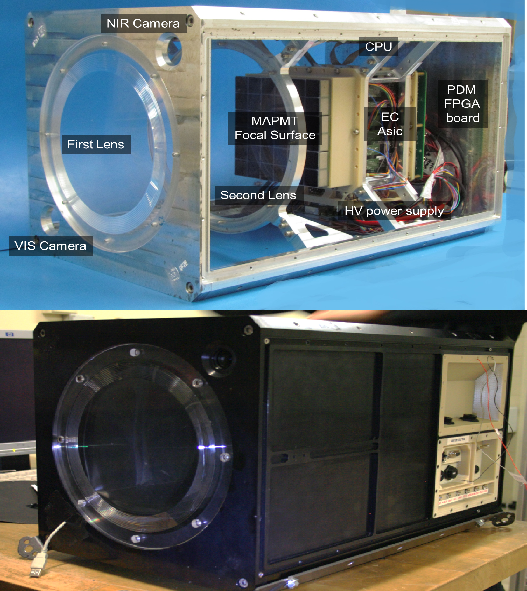 NIR Camera
CPU
PDM
FPGA
board
MAPMT
Focal Surface
EC
Asic
First Lens
Second Lens
HV power supply
VIS Camera